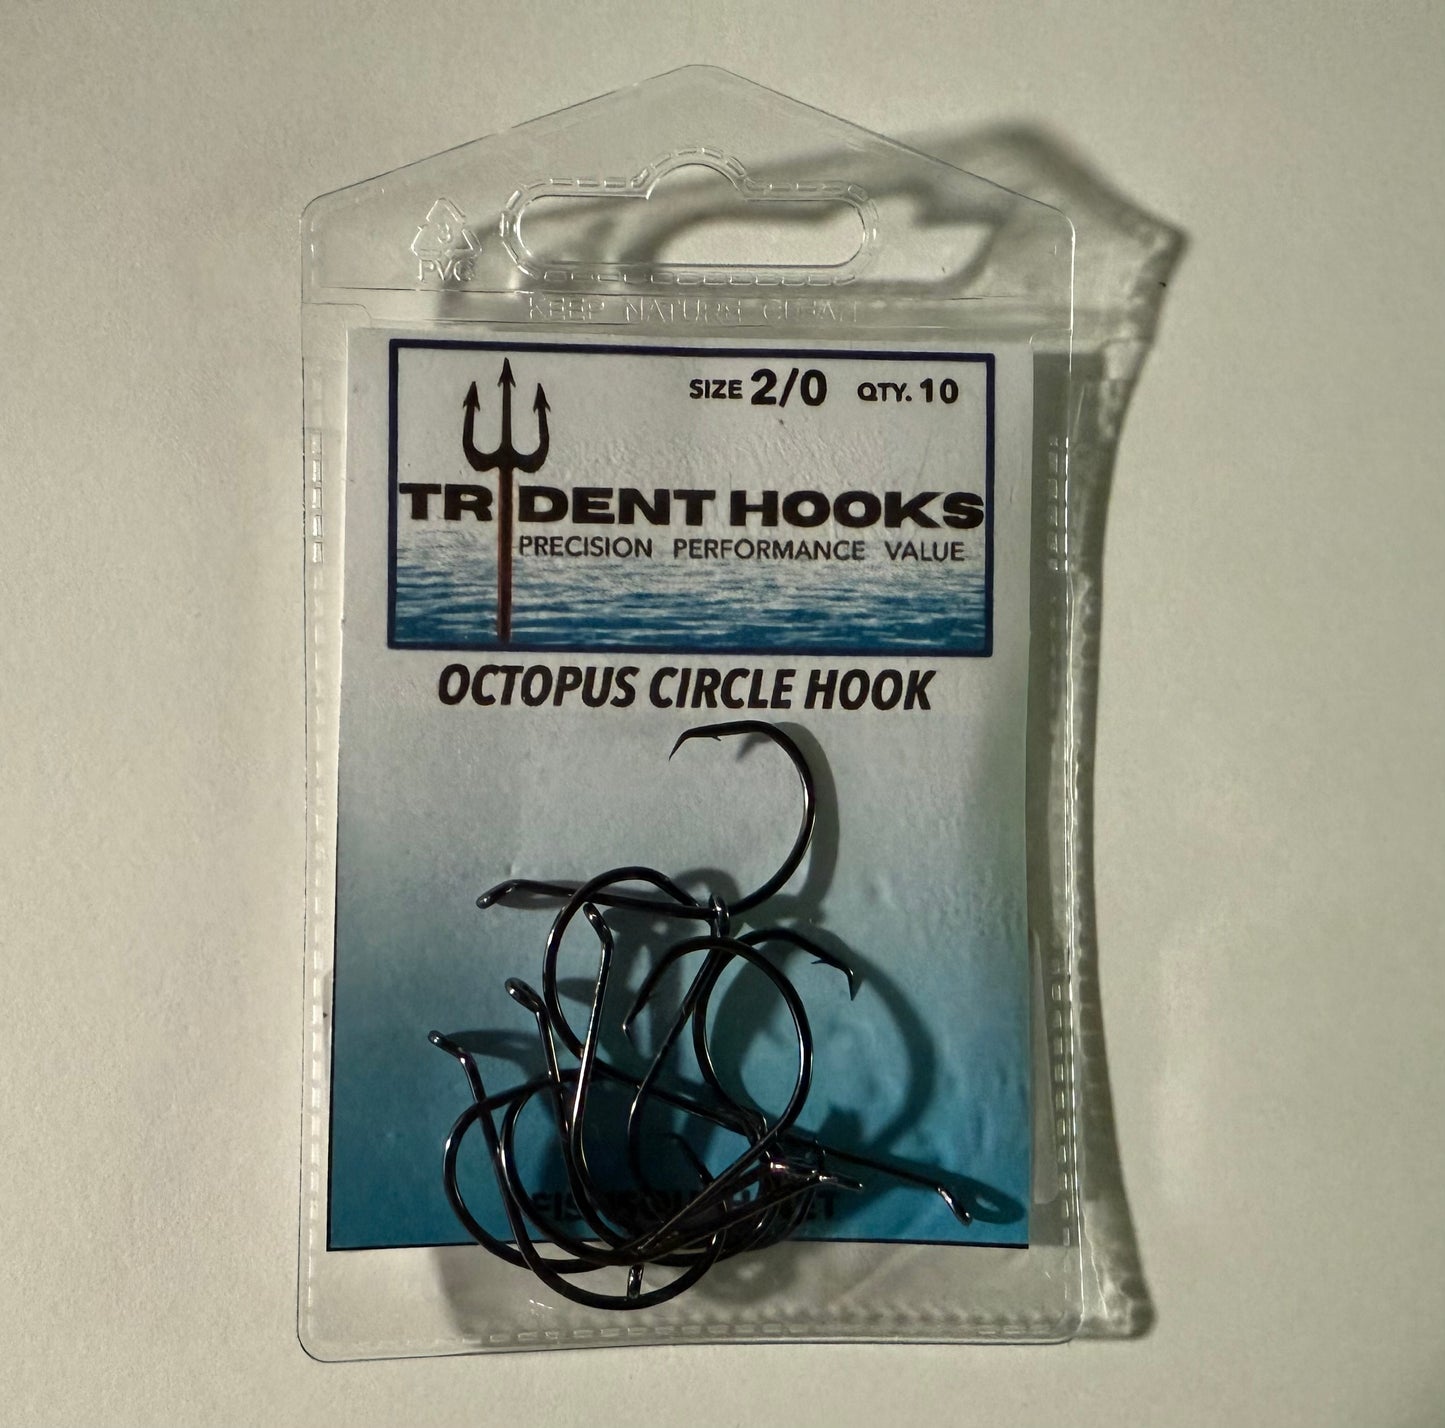 3
PVC
KEEP NATURE CLEAN
SIZE 2/0 QTY. 10
TRIDENT HOOKS
PRECISION PERFORMANCE VALUE
OCTOPUS CIRCLE HOOK